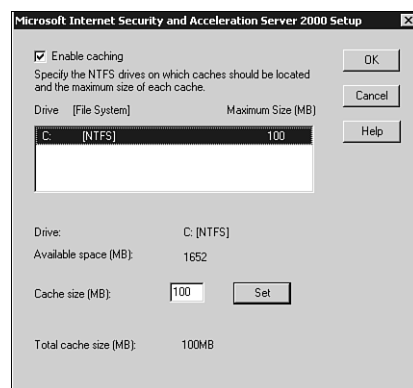 Microsoft Internet Security and Acceleration Server 2000 Setup
Enable caching
Specify the NTFS drives on which caches should be located
and the maximum size of each cache.
Drive [File System] Maximum Size (MB)
C: [NTFS] 100
OK
Cancel
Help
Drive: C: [NTFS]
Available space (MB): 1652
Cache size (MB): 100 Set
Total cache size (MB): 100MB